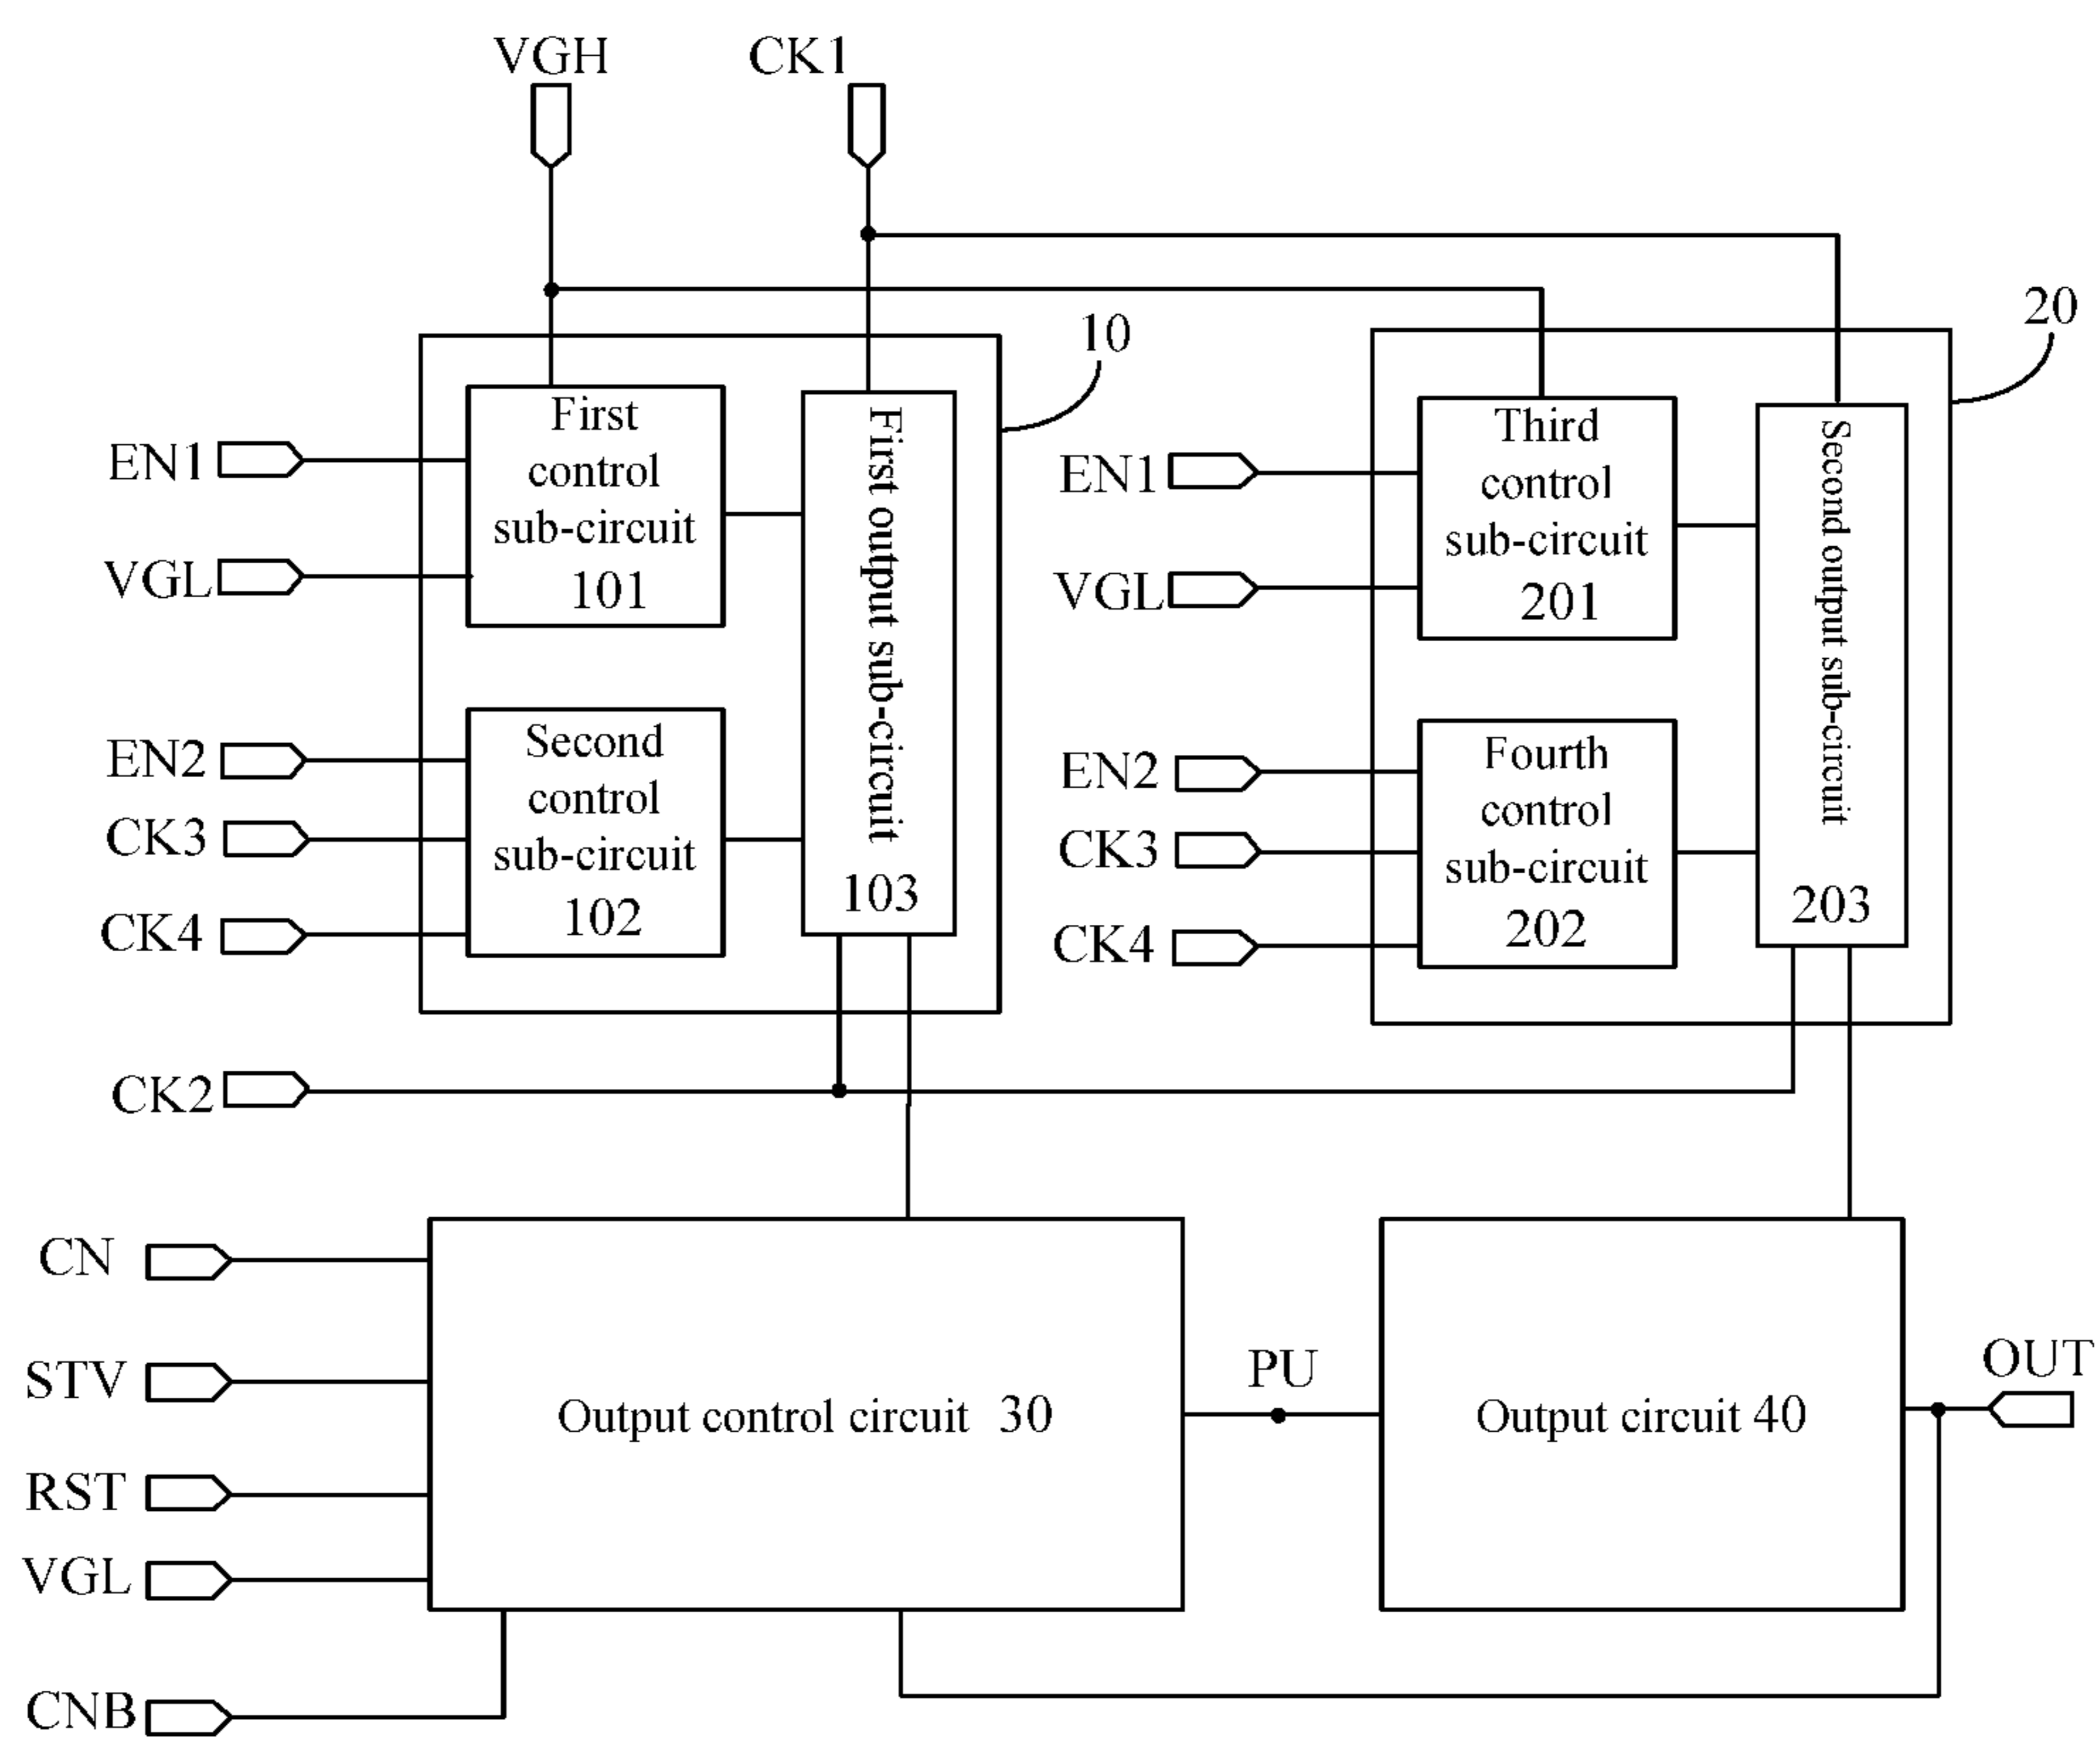 VGH
CK1
10
20
EN1
VGL
First
control
sub-circuit
101
First output sub-circuit
103
EN2
CK3
CK4
Second
control
sub-circuit
102
EN1
VGL
Third
control
sub-circuit
201
Second output sub-circuit
203
EN2
CK3
CK4
Fourth
control
sub-circuit
202
CK2
CN
STV
RST
VGL
CNB
Output control circuit 30
PU
Output circuit 40
OUT